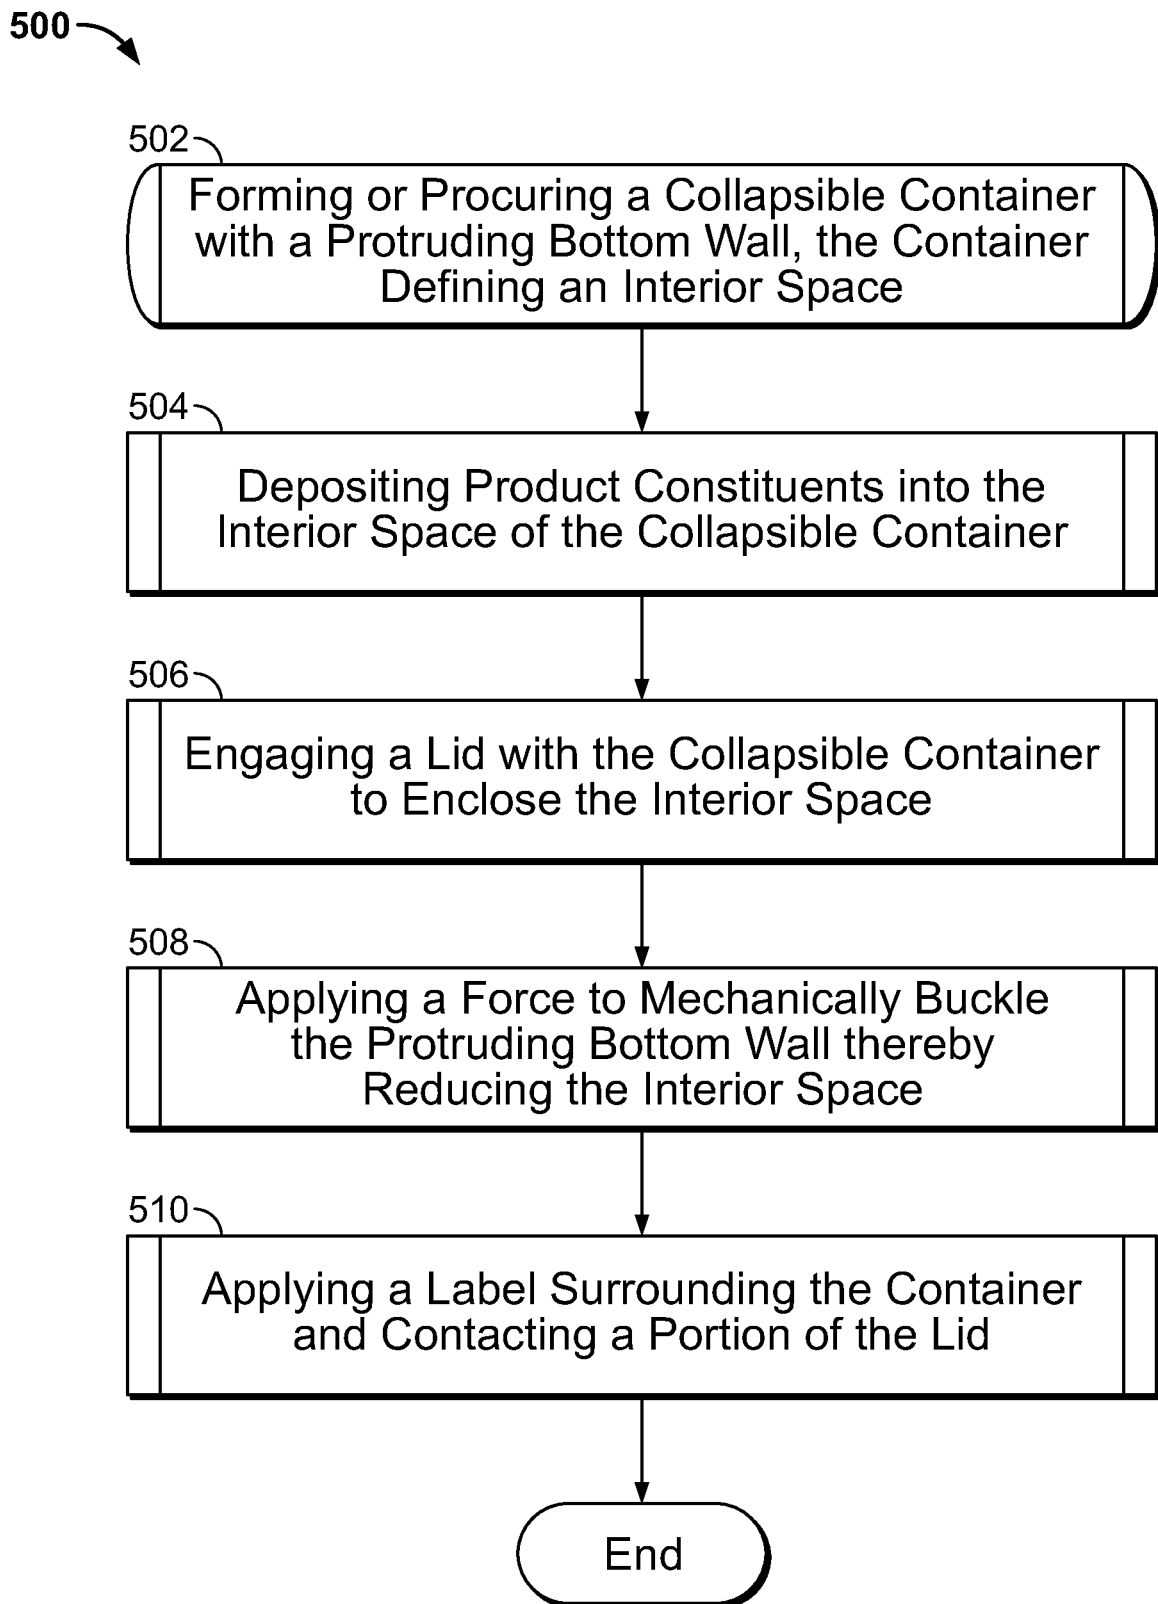 500
502
Forming or Procuring a Collapsible Container
with a Protruding Bottom Wall, the Container
Defining an Interior Space
504
Depositing Product Constituents into the
Interior Space of the Collapsible Container
506
Engaging a Lid with the Collapsible Container
to Enclose the Interior Space
508
Applying a Force to Mechanically Buckle
the Protruding Bottom Wall thereby
Reducing the Interior Space
510
Applying a Label Surrounding the Container
and Contacting a Portion of the Lid
End